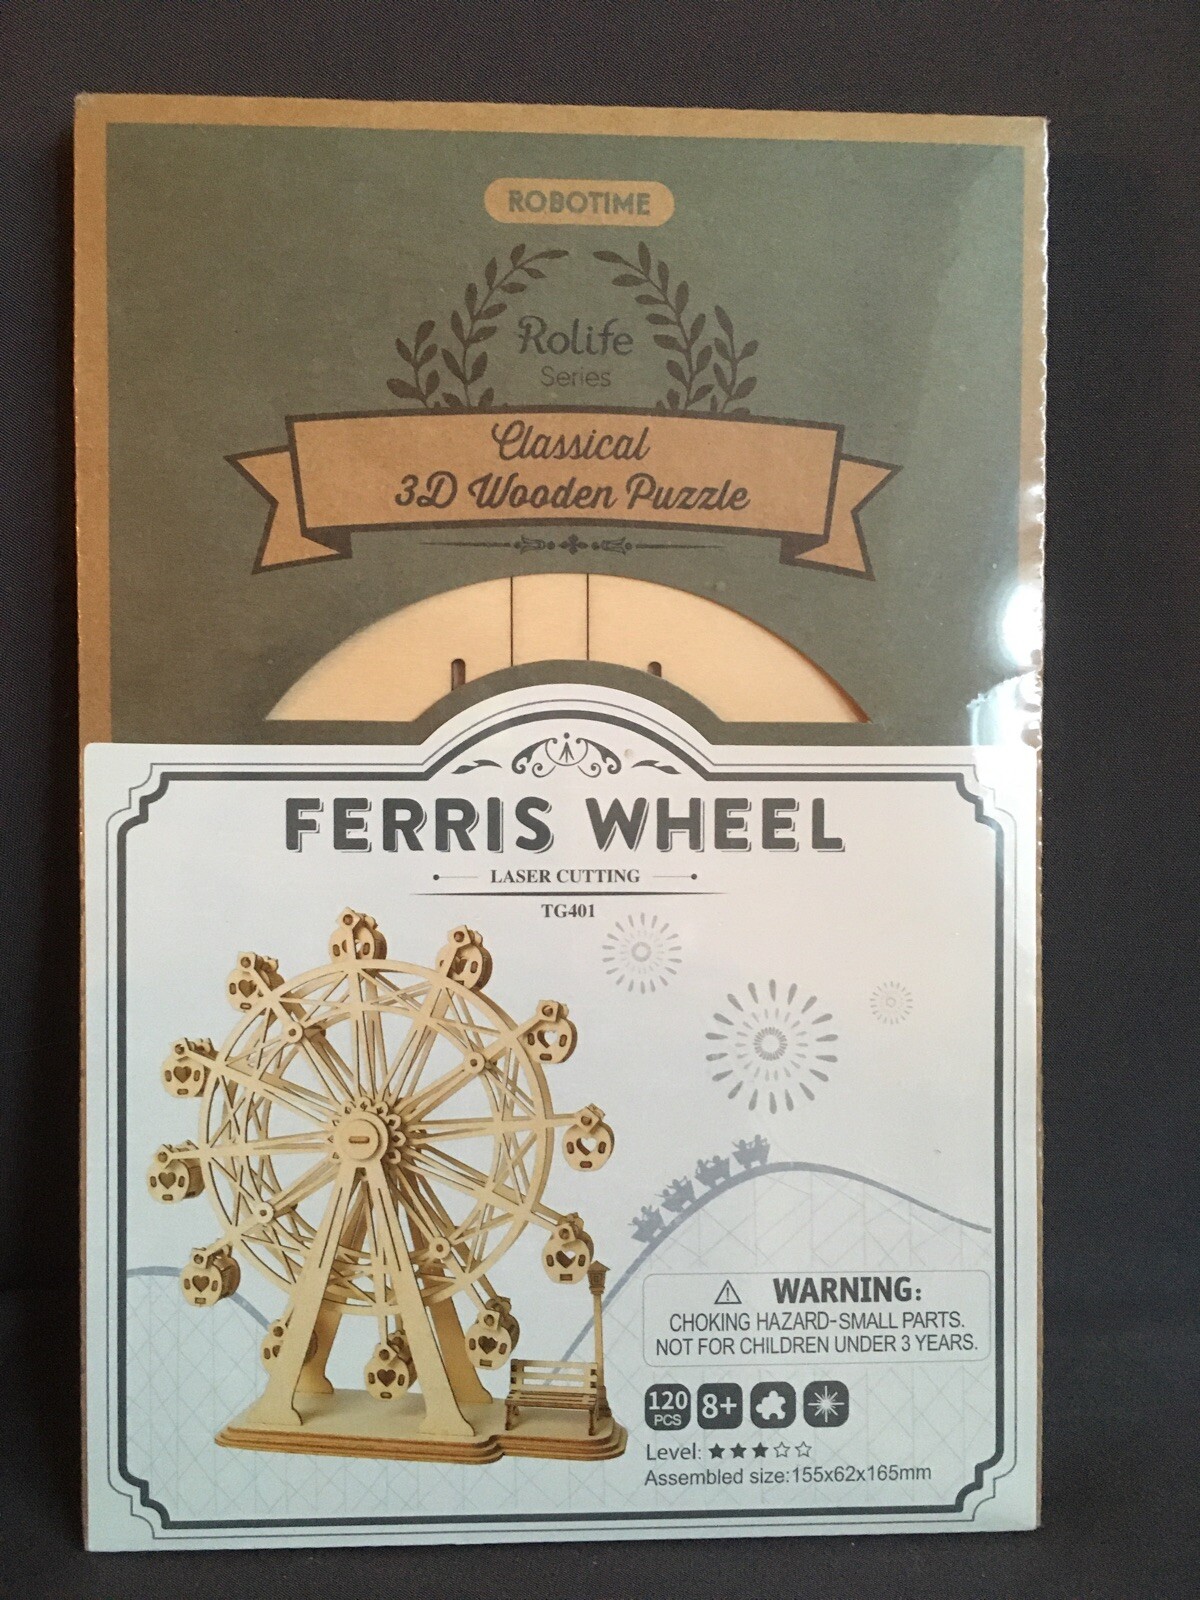 ROBOTIME
Rolife
Series
Classical
3D Wooden Puzzle
FERRIS WHEEL
LASER CUTTING
TG401
⚠ WARNING:
CHOKING HAZARD-SMALL PARTS.
NOT FOR CHILDREN UNDER 3 YEARS.
120 PCS
8+
Level: ★★★☆☆
Assembled size:155x62x165mm